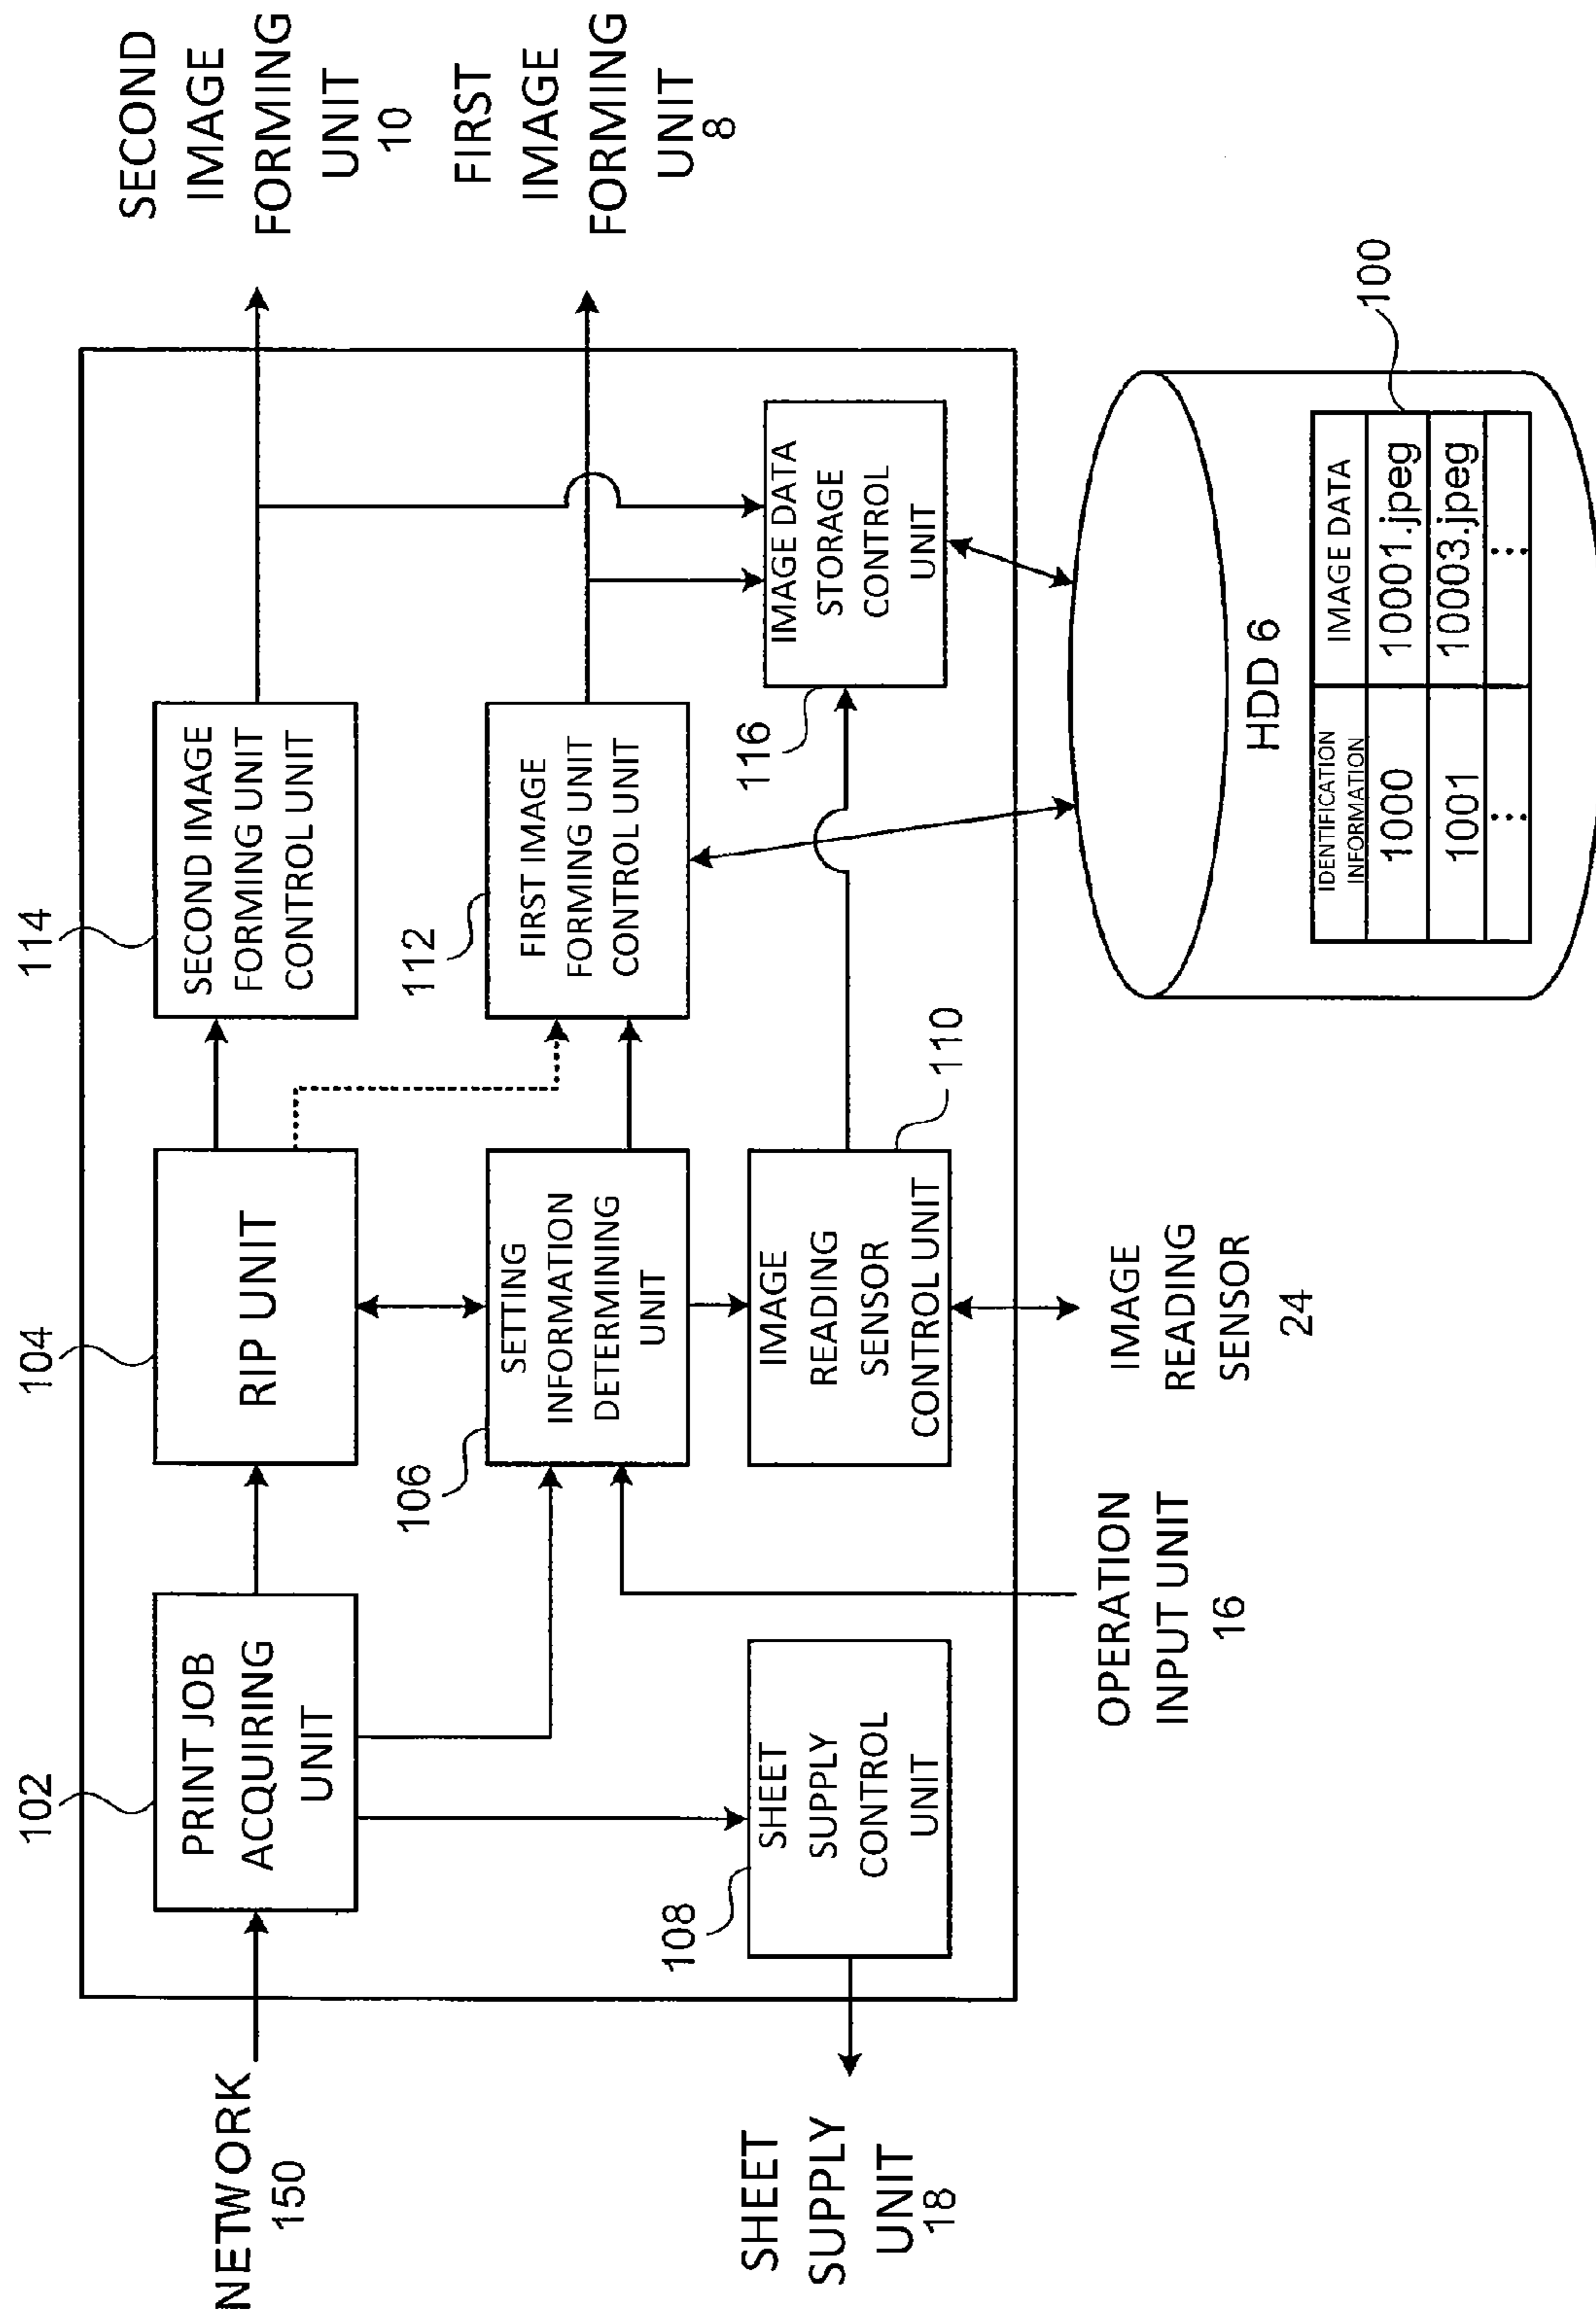 SECOND
IMAGE
FORMING
UNIT
10
FIRST
IMAGE
FORMING
UNIT
8
114
SECOND IMAGE
FORMING UNIT
CONTROL UNIT
112
FIRST IMAGE
FORMING UNIT
CONTROL UNIT
116
IMAGE DATA
STORAGE
CONTROL
UNIT
104
RIP UNIT
106
SETTING
INFORMATION
DETERMINING
UNIT
110
IMAGE
READING
SENSOR
CONTROL UNIT
102
PRINT JOB
ACQUIRING
UNIT
108
SHEET
SUPPLY
CONTROL
UNIT
NETWORK
150
SHEET
SUPPLY
UNIT
18
OPERATION
INPUT UNIT
16
IMAGE
READING
SENSOR
24
HDD 6
100
IDENTIFICATION
INFORMATION
IMAGE DATA
1000
10001.jpeg
1001
10003.jpeg
⋮
⋮